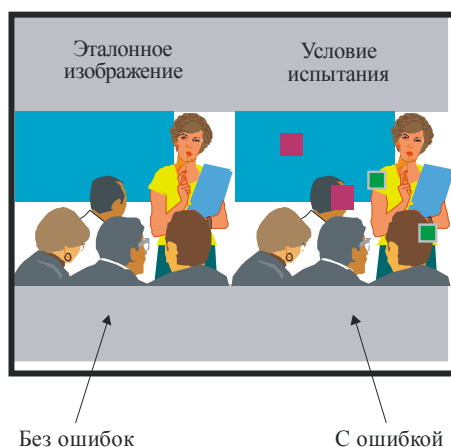 Эталонное
изображение
Условие
испытания
Без ошибок
С ошибкой